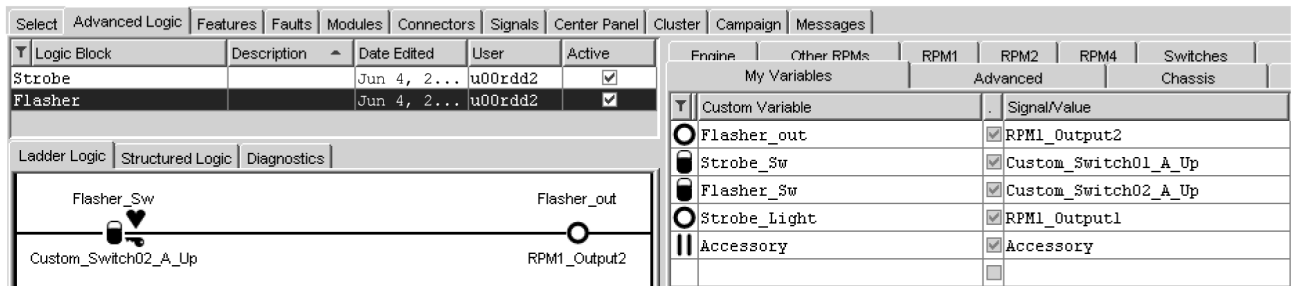 Select Advanced Logic Features Faults Modules Connectors Signals Center Panel Cluster Campaign Messages
Logic Block Description Date Edited User Active
Strobe Jun 4, 2... u00rdd2
Flasher Jun 4, 2... u00rdd2
Ladder Logic Structured Logic Diagnostics
Flasher_Sw Flasher_out
Custom_Switch02_A_Up RPM1_Output2
Engine Other RPMs RPM1 RPM2 RPM4 Switches
My Variables Advanced Chassis
Custom Variable . Signal/Value
Flasher_out RPM1_Output2
Strobe_Sw Custom_Switch01_A_Up
Flasher_Sw Custom_Switch02_A_Up
Strobe_Light RPM1_Output1
Accessory Accessory